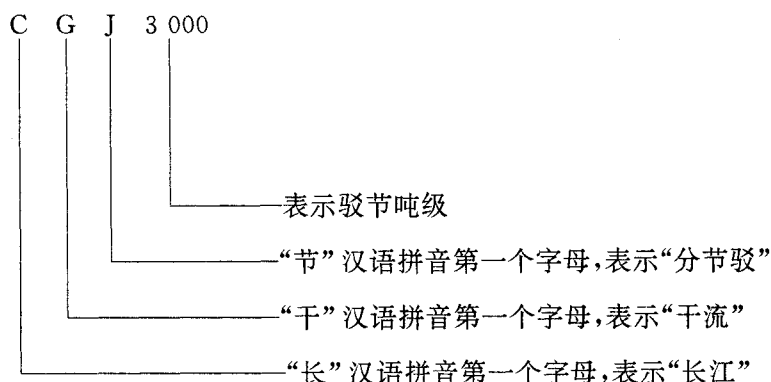 C G J 3 000
表示驳节吨级
“节”汉语拼音第一个字母,表示“分节驳”
“干”汉语拼音第一个字母,表示“干流”
“长”汉语拼音第一个字母,表示“长江”